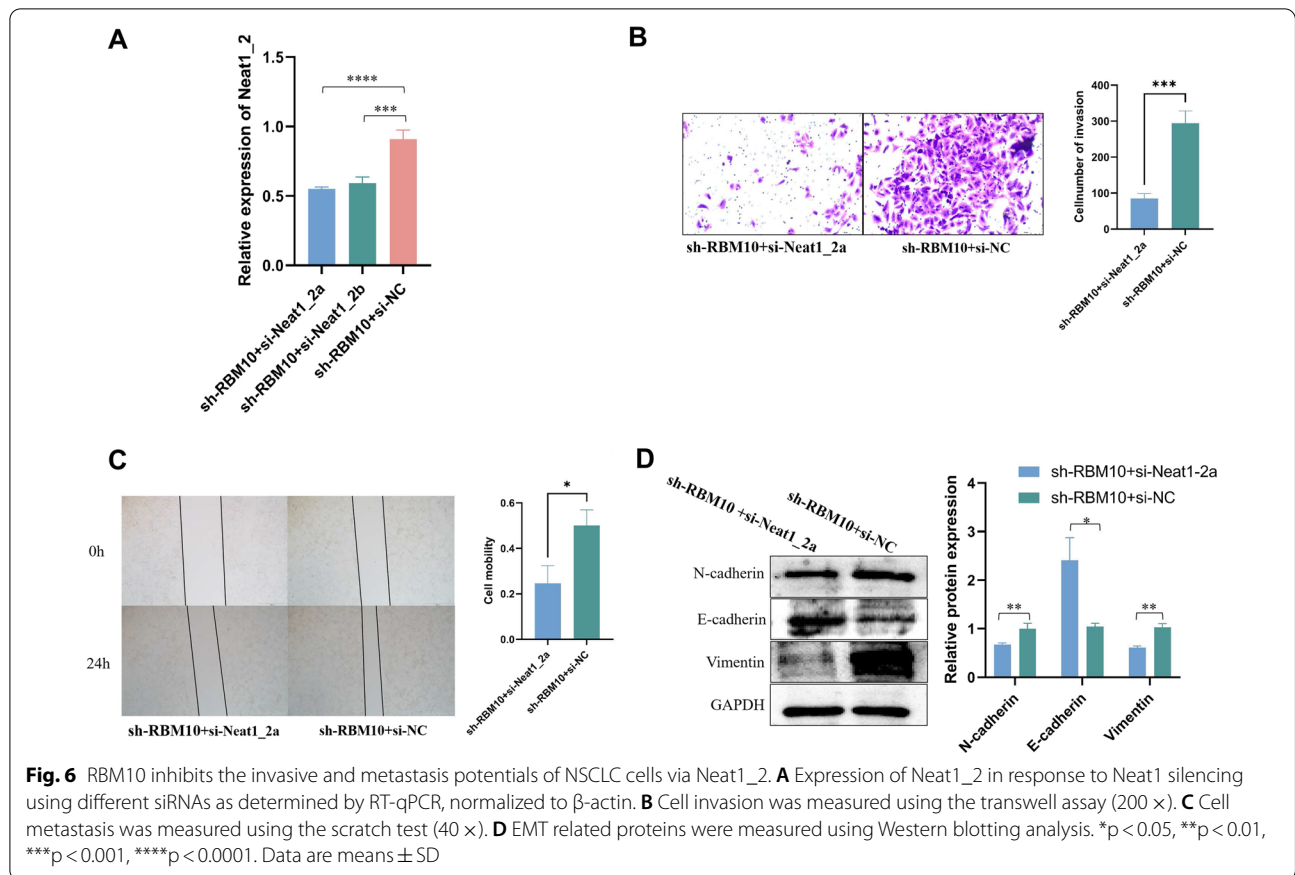 A
Relative expression of Neat1_2
1.5
1.0
0.5
0.0
****
***
sh-RBM10+si-Neat1_2a
sh-RBM10+si-Neat1_2b
sh-RBM10+si-NC
B
sh-RBM10+si-Neat1_2a
sh-RBM10+si-NC
Cellnumber of invasion
400
300
200
100
0
***
sh-RBM10+si-Neat1_2a
sh-RBM10+si-NC
C
0h
24h
sh-RBM10+si-Neat1_2a
sh-RBM10+si-NC
Cell mobility
0.6
0.4
0.2
0.0
*
sh-RBM10+si-Neat1_2a
sh-RBM10+si-NC
D
sh-RBM10 +si-Neat1_2a
sh-RBM10+si-NC
N-cadherin
E-cadherin
Vimentin
GAPDH
sh-RBM10+si-Neat1-2a
sh-RBM10+si-NC
Relative protein expression
4
3
2
1
0
**
*
**
N-cadherin
E-cadherin
Vimentin
Fig. 6 RBM10 inhibits the invasive and metastasis potentials of NSCLC cells via Neat1_2. A Expression of Neat1_2 in response to Neat1 silencing
using different siRNAs as determined by RT-qPCR, normalized to β-actin. B Cell invasion was measured using the transwell assay (200 ×). C Cell
metastasis was measured using the scratch test (40 ×). D EMT related proteins were measured using Western blotting analysis. *p < 0.05, **p < 0.01,
***p < 0.001, ****p < 0.0001. Data are means ± SD